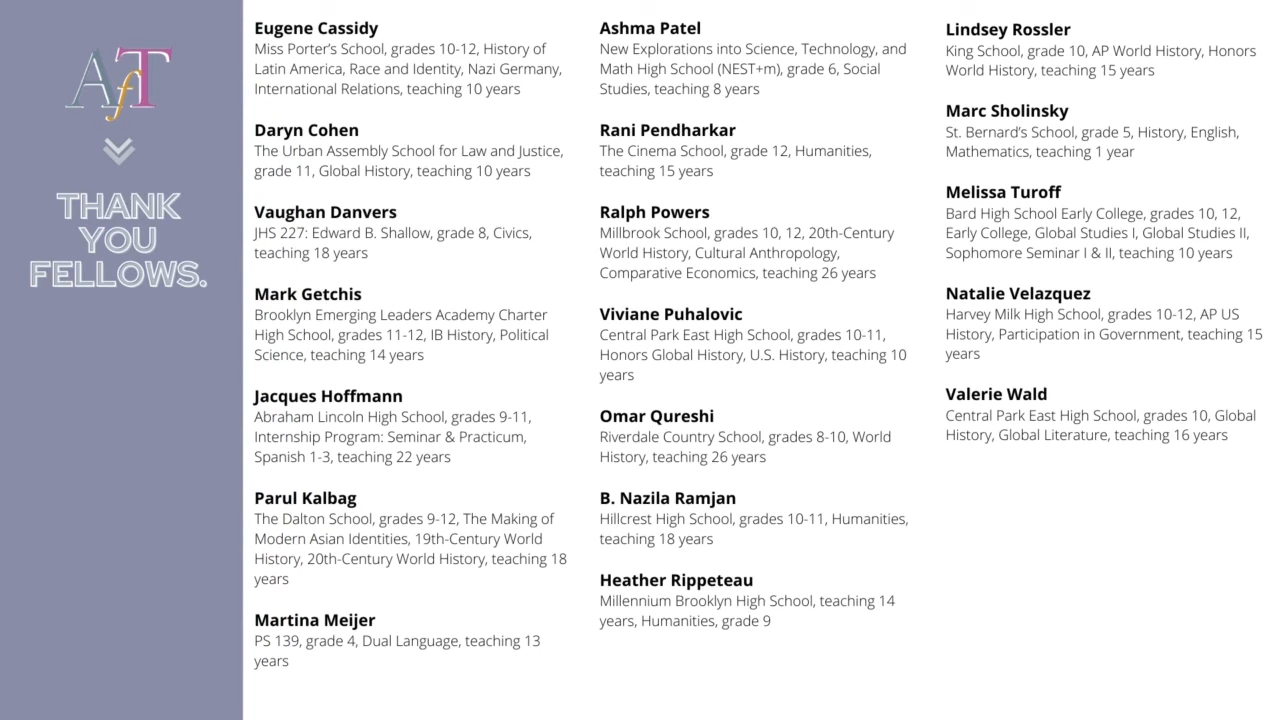 AfT
THANK
YOU
FELLOWS.
Eugene Cassidy
Miss Porter’s School, grades 10-12, History of
Latin America, Race and Identity, Nazi Germany,
International Relations, teaching 10 years
Daryn Cohen
The Urban Assembly School for Law and Justice,
grade 11, Global History, teaching 10 years
Vaughan Danvers
JHS 227: Edward B. Shallow, grade 8, Civics,
teaching 18 years
Mark Getchis
Brooklyn Emerging Leaders Academy Charter
High School, grades 11-12, IB History, Political
Science, teaching 14 years
Jacques Hoffmann
Abraham Lincoln High School, grades 9-11,
Internship Program: Seminar & Practicum,
Spanish 1-3, teaching 22 years
Parul Kalbag
The Dalton School, grades 9-12, The Making of
Modern Asian Identities, 19th-Century World
History, 20th-Century World History, teaching 18
years
Martina Meijer
PS 139, grade 4, Dual Language, teaching 13
years
Ashma Patel
New Explorations into Science, Technology, and
Math High School (NEST+m), grade 6, Social
Studies, teaching 8 years
Rani Pendharkar
The Cinema School, grade 12, Humanities,
teaching 15 years
Ralph Powers
Millbrook School, grades 10, 12, 20th-Century
World History, Cultural Anthropology,
Comparative Economics, teaching 26 years
Viviane Puhalovic
Central Park East High School, grades 10-11,
Honors Global History, U.S. History, teaching 10
years
Omar Qureshi
Riverdale Country School, grades 8-10, World
History, teaching 26 years
B. Nazila Ramjan
Hillcrest High School, grades 10-11, Humanities,
teaching 18 years
Heather Rippeteau
Millennium Brooklyn High School, teaching 14
years, Humanities, grade 9
Lindsey Rossler
King School, grade 10, AP World History, Honors
World History, teaching 15 years
Marc Sholinsky
St. Bernard’s School, grade 5, History, English,
Mathematics, teaching 1 year
Melissa Turoff
Bard High School Early College, grades 10, 12,
Early College, Global Studies I, Global Studies II,
Sophomore Seminar I & II, teaching 10 years
Natalie Velazquez
Harvey Milk High School, grades 10-12, AP US
History, Participation in Government, teaching 15
years
Valerie Wald
Central Park East High School, grades 10, Global
History, Global Literature, teaching 16 years